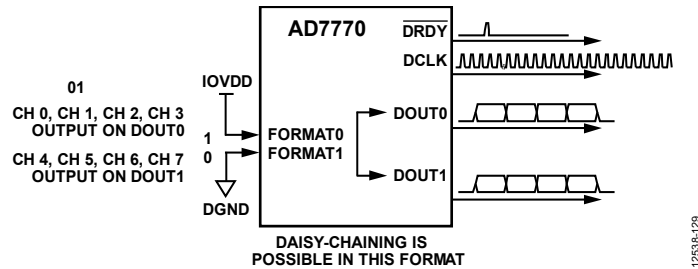 AD7770
DRDY
DCLK
01
IOVDD
CH 0, CH 1, CH 2, CH 3
OUTPUT ON DOUT0
1
FORMAT0
DOUT0
0
FORMAT1
CH 4, CH 5, CH 6, CH 7
OUTPUT ON DOUT1
DOUT1
DGND
DAISY-CHAINING IS
POSSIBLE IN THIS FORMAT
12538-129